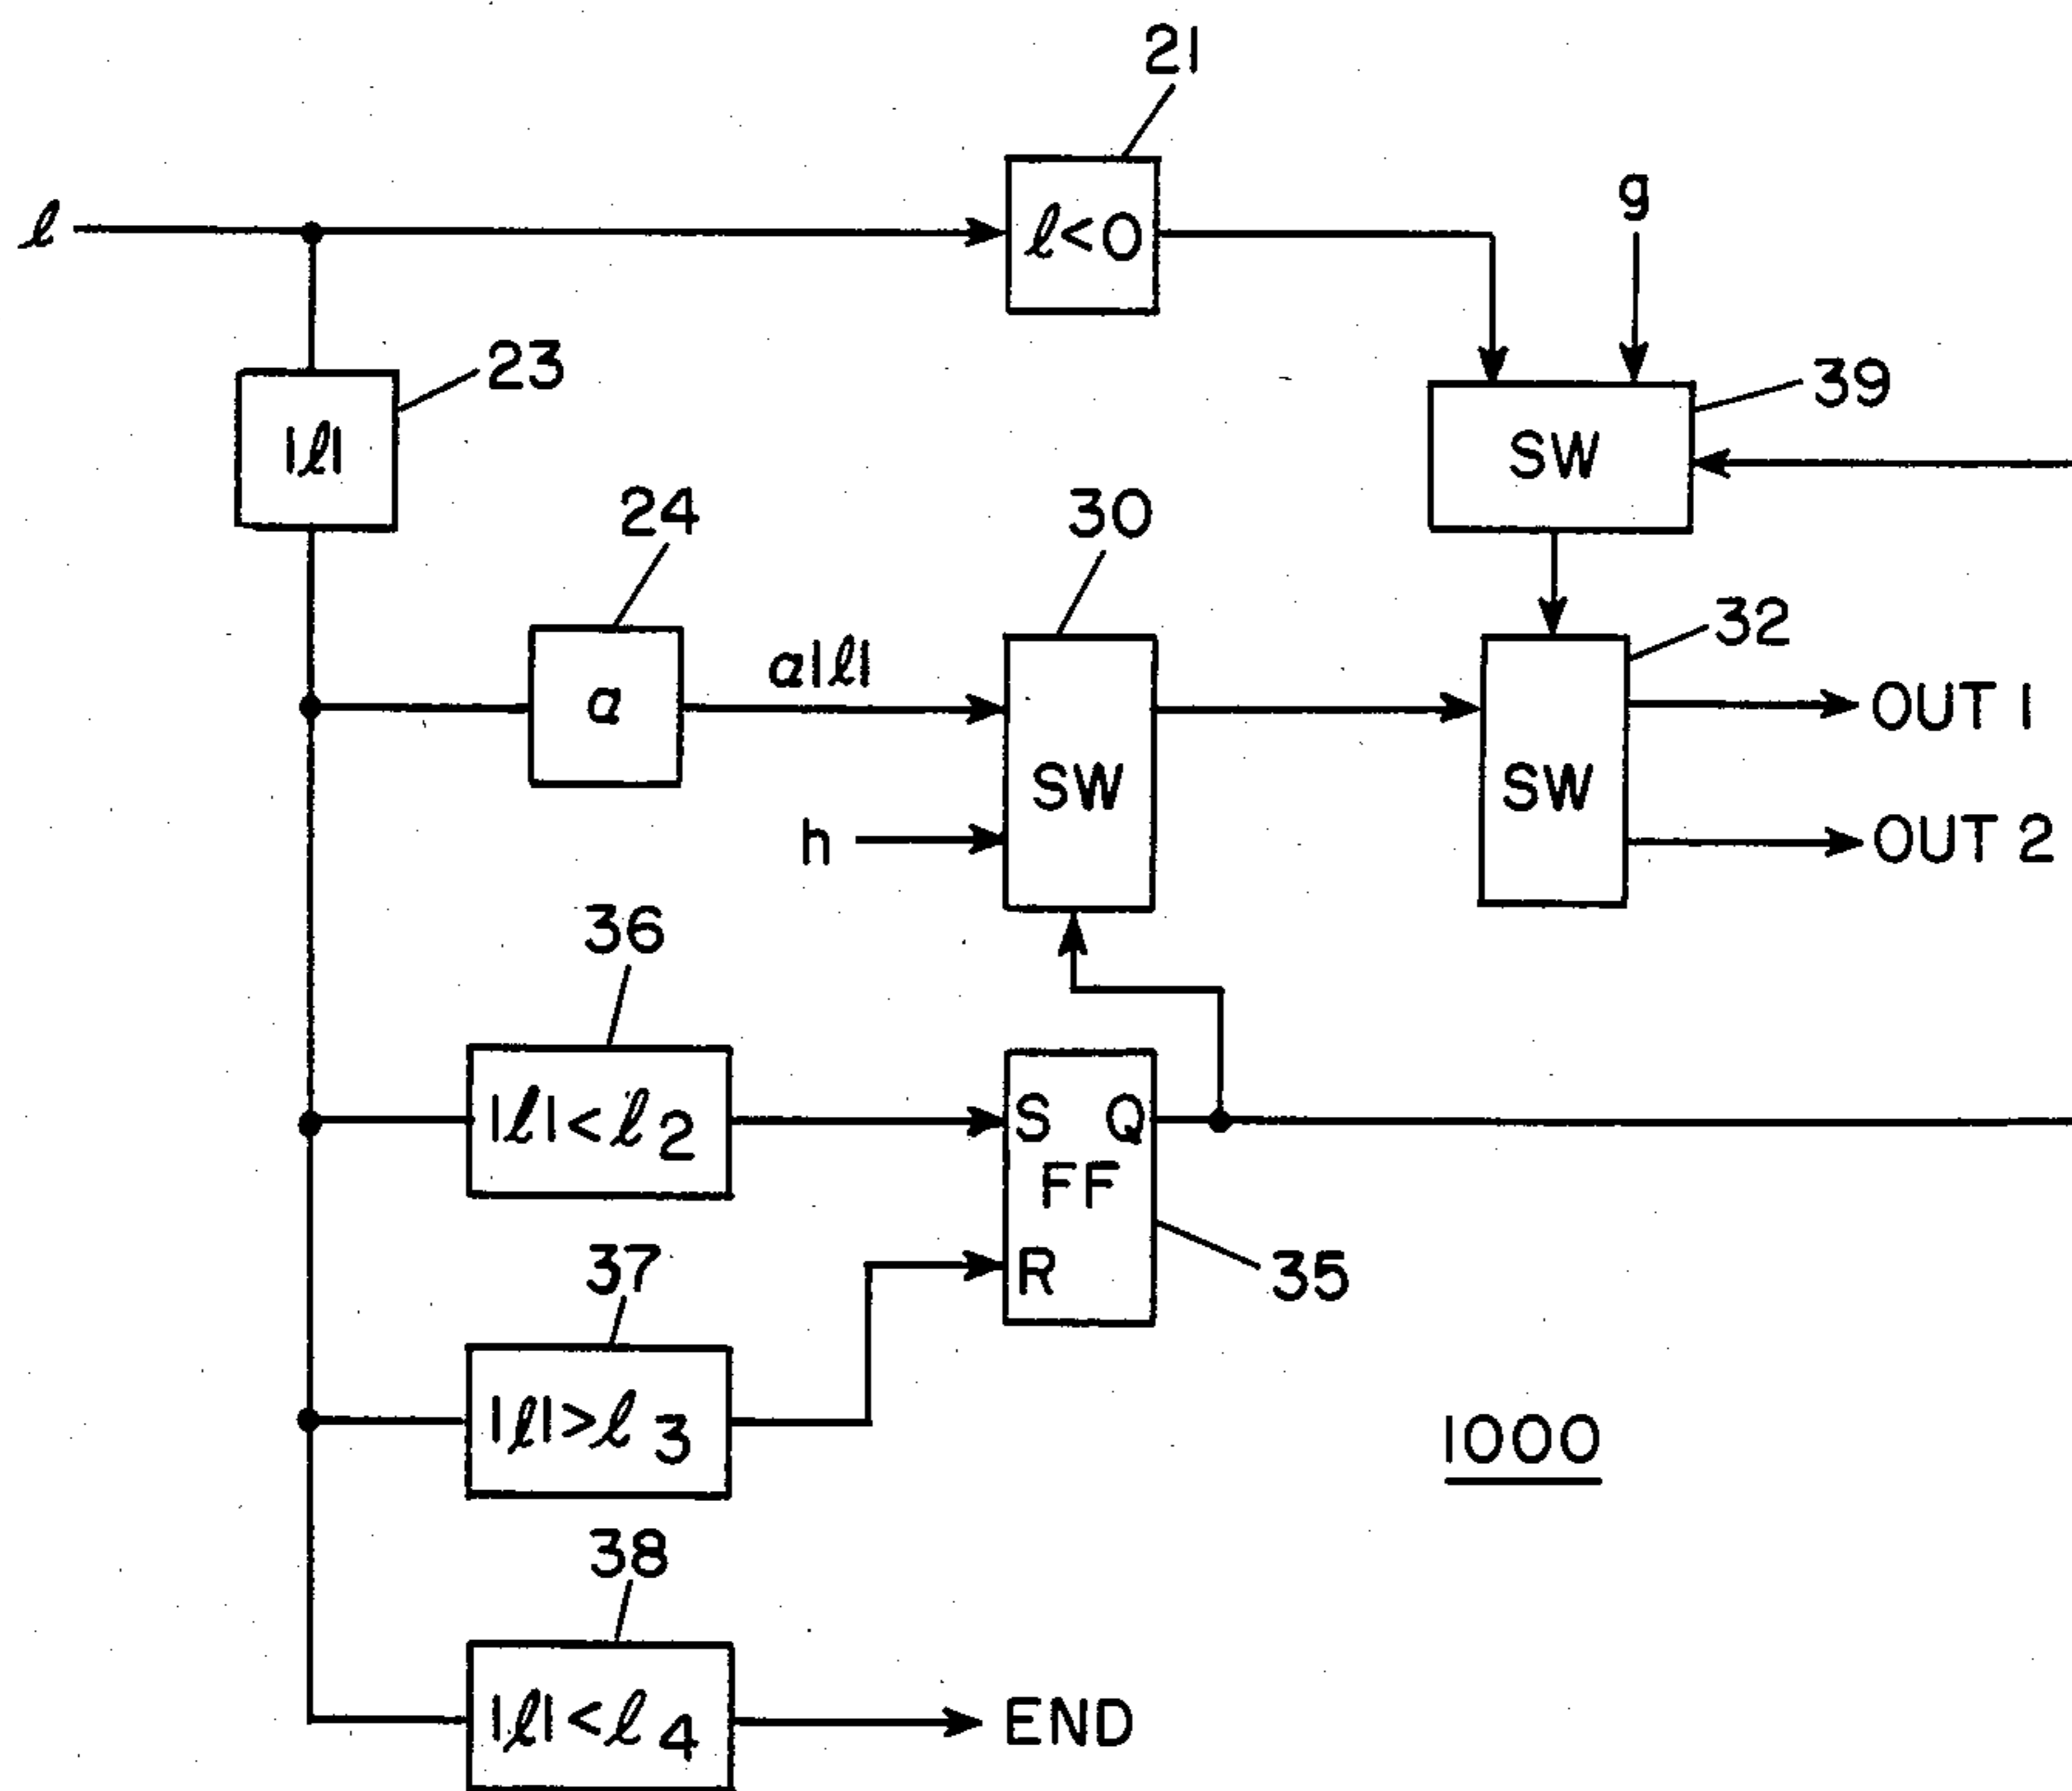 21
g
ℓ
ℓ<0
23
39
|ℓ|
SW
24
30
32
a|ℓ|
OUT 1
a
SW
SW
h
OUT 2
36
|ℓ|<ℓ2
S Q
FF
37
R
35
|ℓ|>ℓ3
1000
38
|ℓ|<ℓ4
END